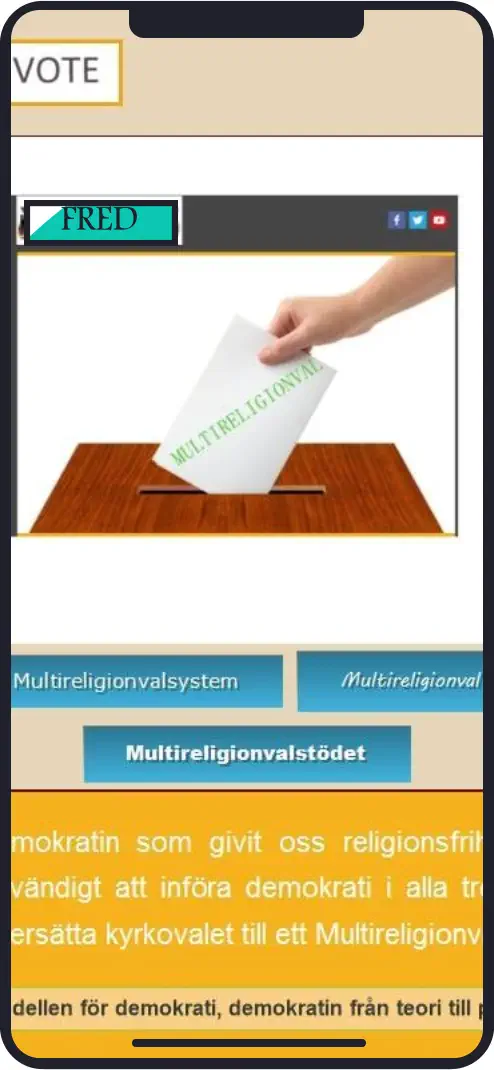 VOTE
FRED
MULTIRELIGIONVAL
Multireligionvalsystem
Multireligionval
Multireligionvalstödet
mokratin som givit oss religionsfrih
vändigt att införa demokrati i alla tr
ersätta kyrkovalet till ett Multireligionv
dellen för demokrati, demokratin från teori till p